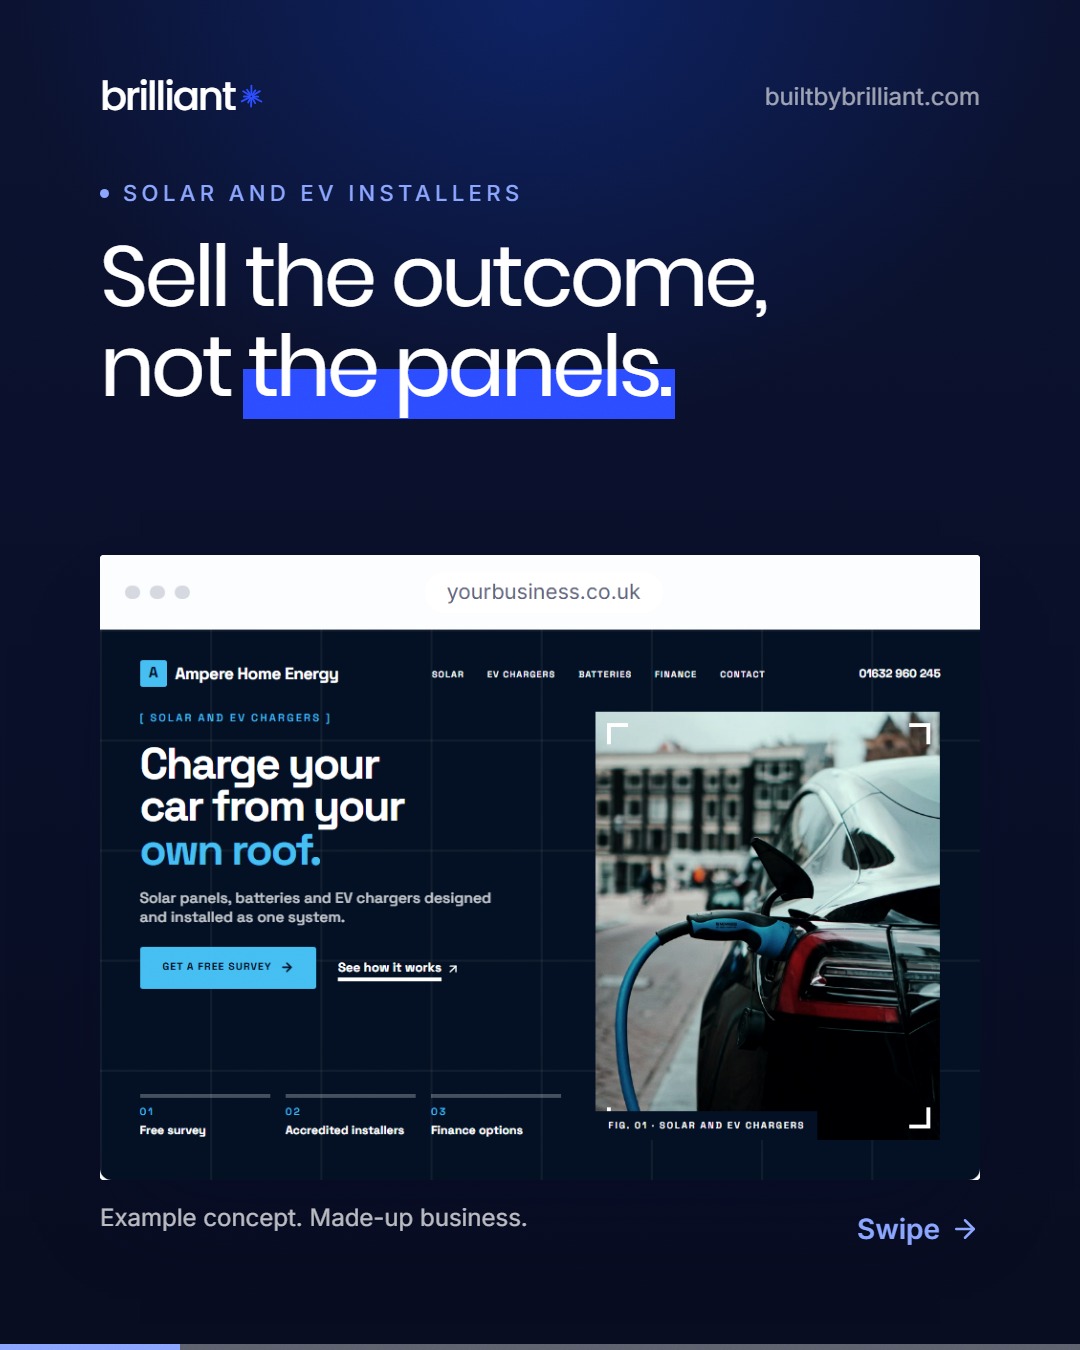 brilliant
builtbybrilliant.com
SOLAR AND EV INSTALLERS
Sell the outcome,
not the panels.
yourbusiness.co.uk
A Ampere Home Energy
SOLAR EV CHARGERS BATTERIES FINANCE CONTACT
01632 960 245
[ SOLAR AND EV CHARGERS ]
Charge your
car from your
own roof.
Solar panels, batteries and EV chargers designed
and installed as one system.
GET A FREE SURVEY →
See how it works ↗
01
Free survey
02
Accredited installers
03
Finance options
FIG. 01 · SOLAR AND EV CHARGERS
Example concept. Made-up business.
Swipe →